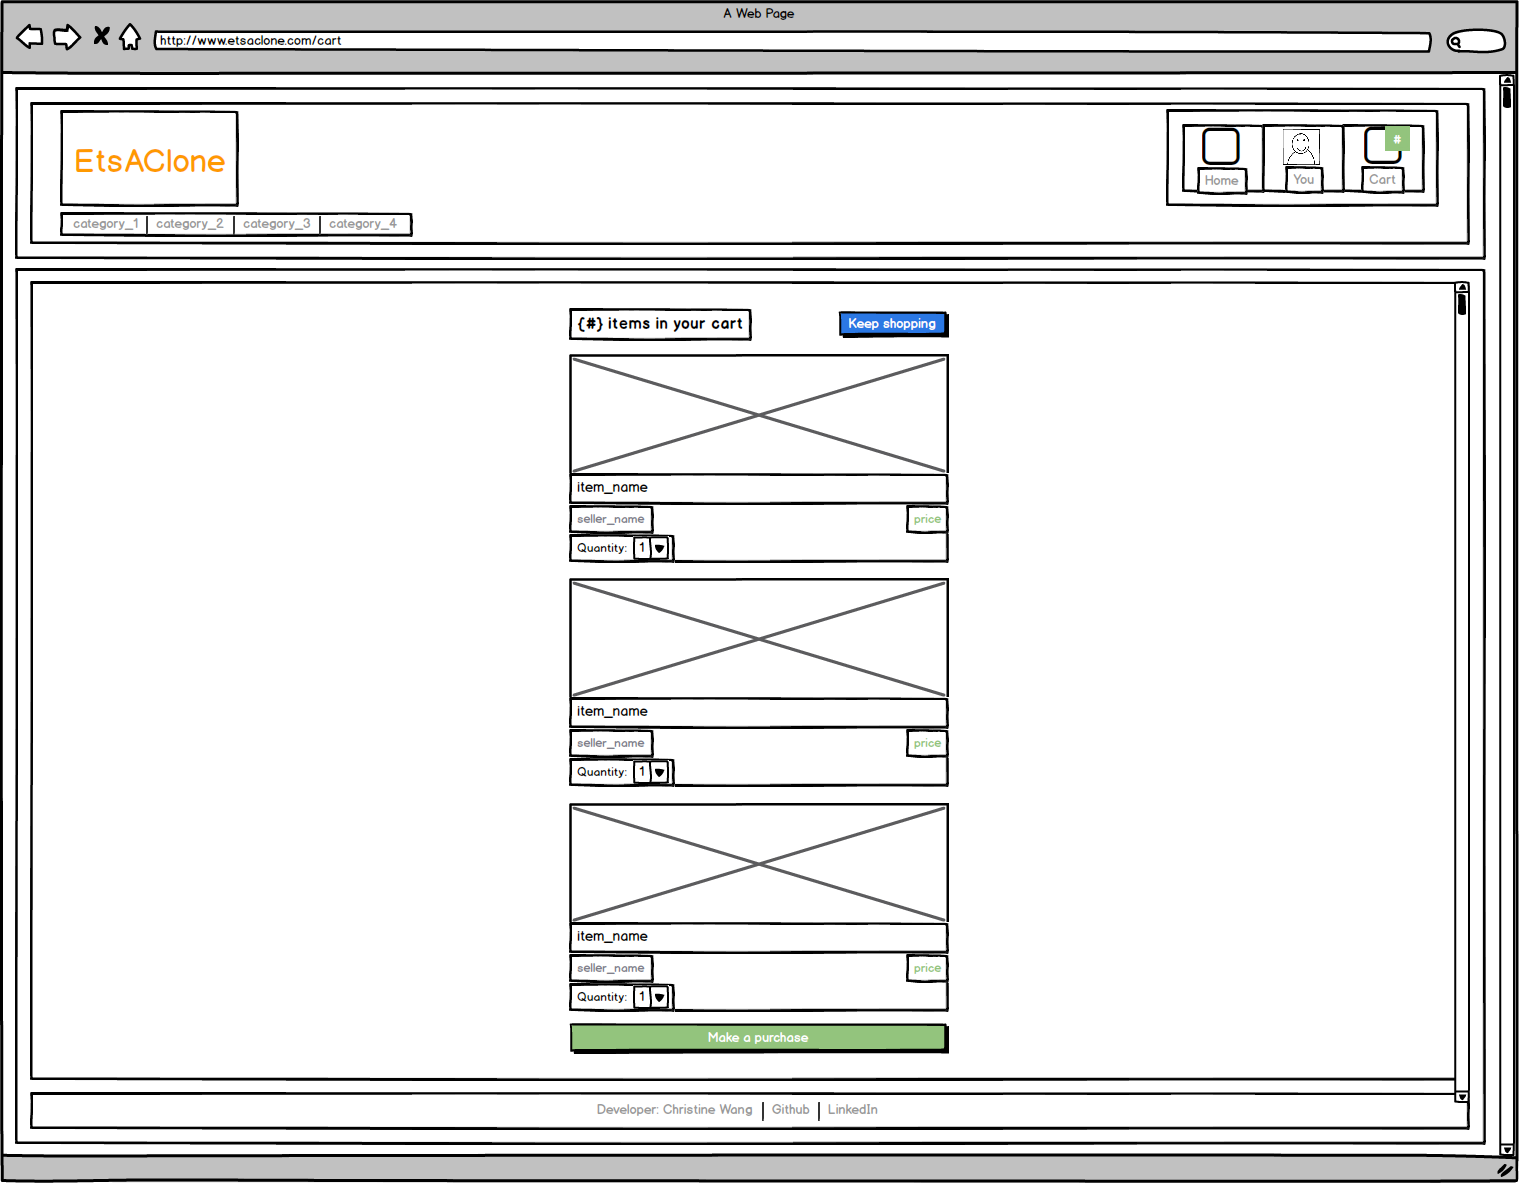 A Web Page
http://www.etsaclone.com/cart
EtsAClone
#
Home You Cart
category_1 category_2 category_3 category_4
{#} items in your cart Keep shopping
item_name
seller_name price
Quantity: 1
item_name
seller_name price
Quantity: 1
item_name
seller_name price
Quantity: 1
Make a purchase
Developer: Christine Wang Github LinkedIn